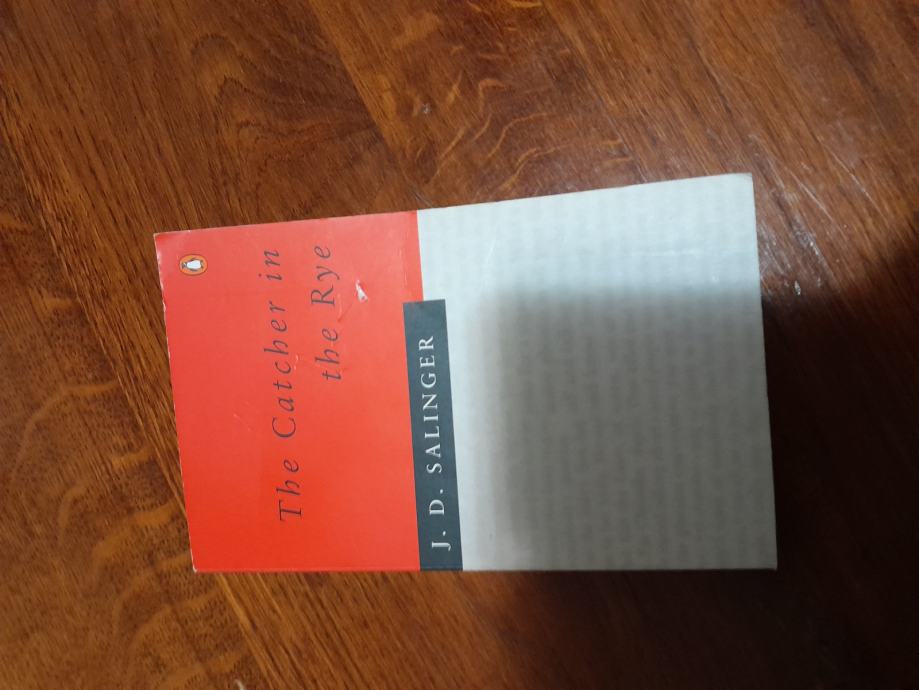 The Catcher in
the Rye
J. D. SALINGER